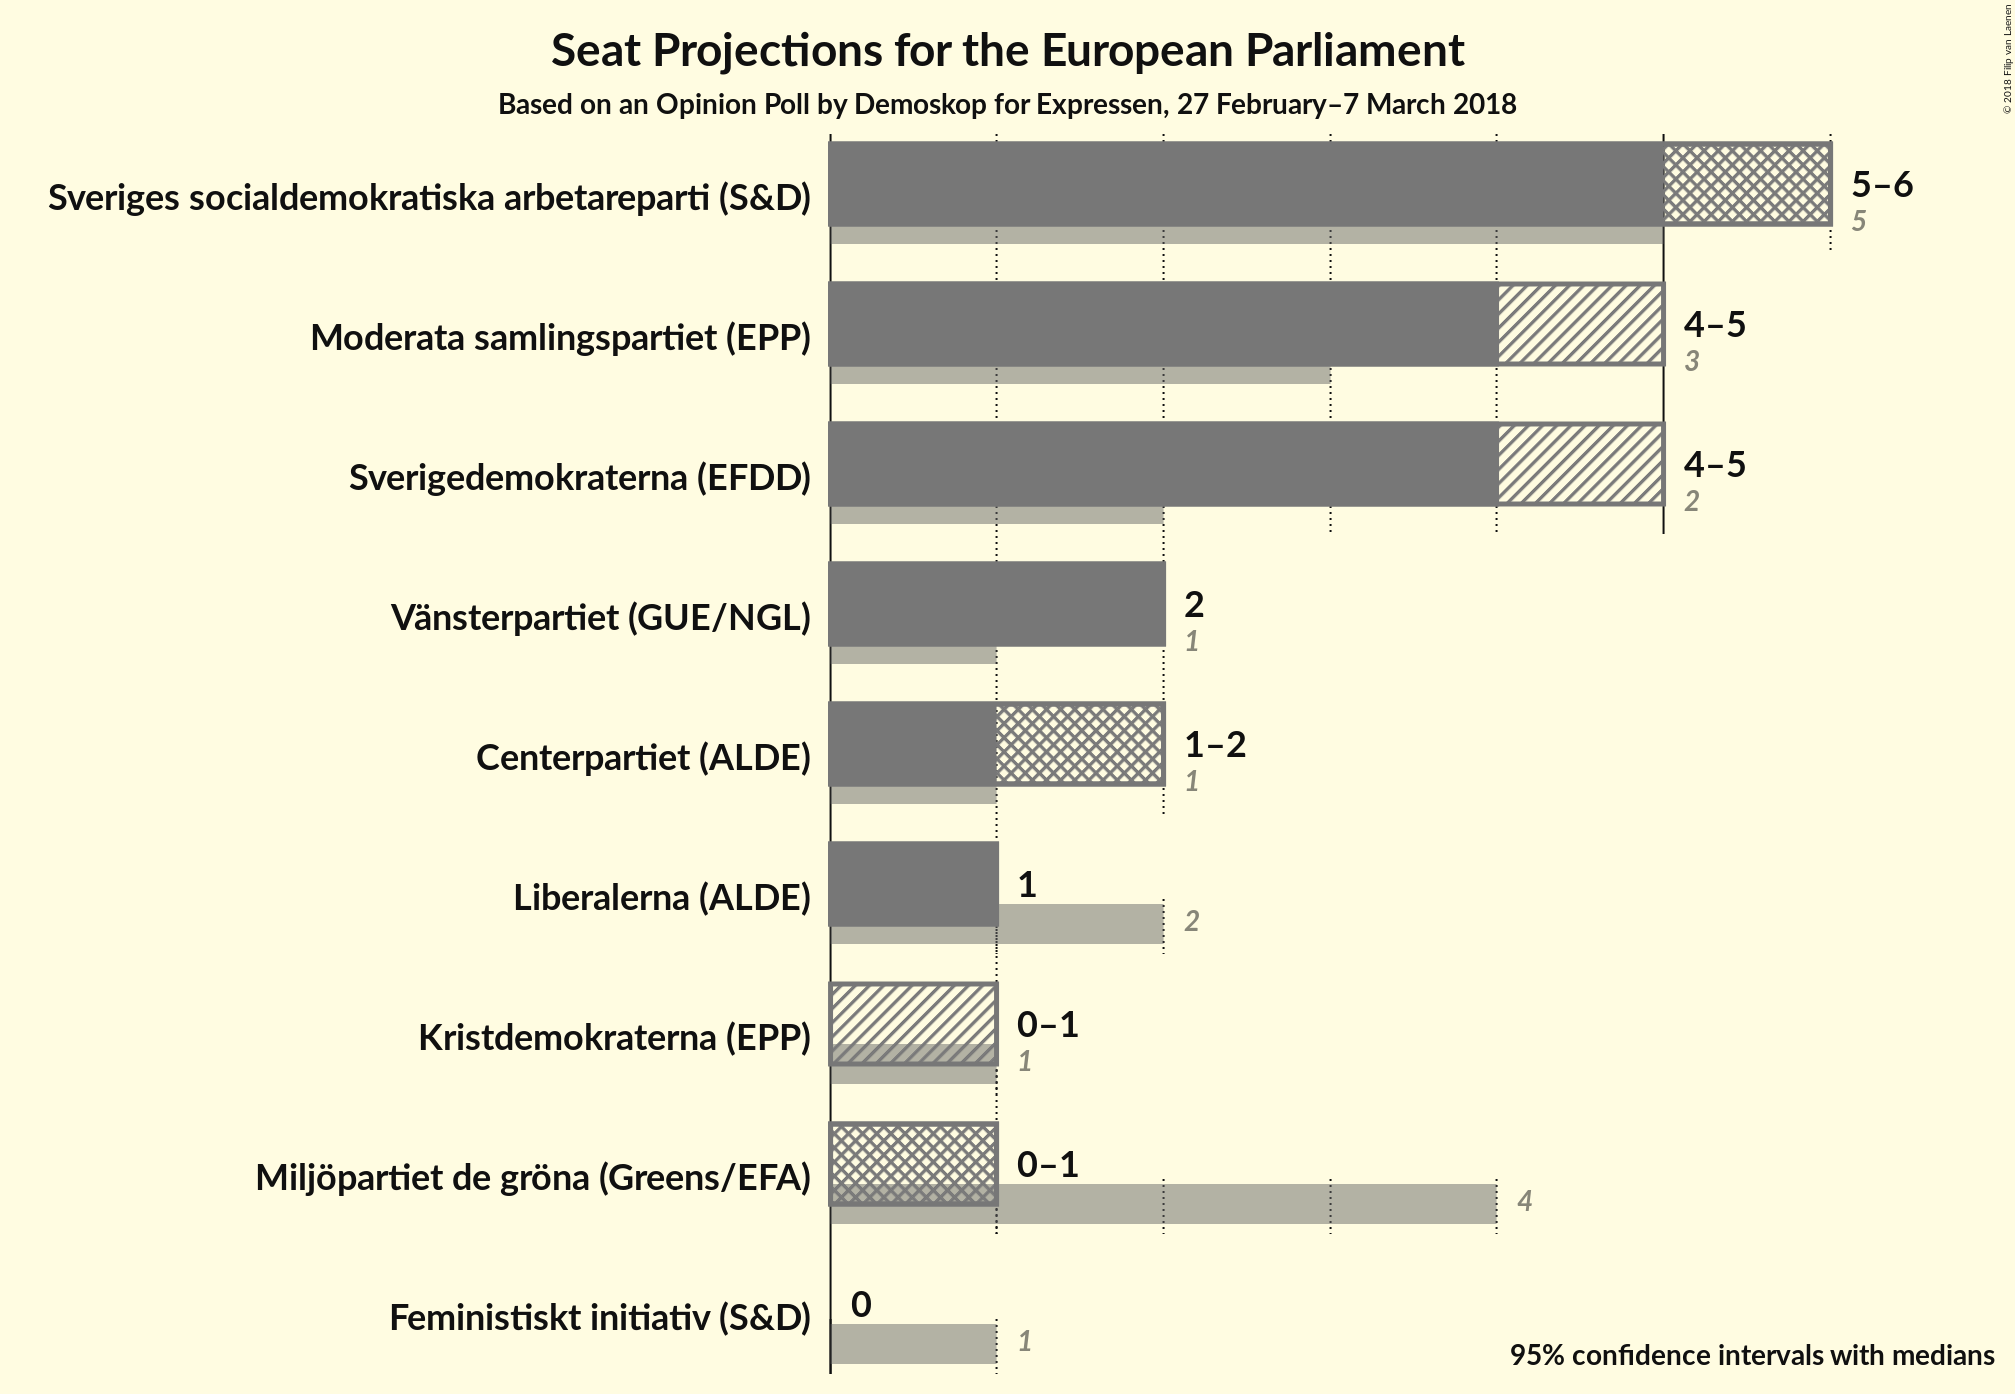 Seat Projections for the European Parliament
Based on an Opinion Poll by Demoskop for Expressen, 27 February–7 March 2018
© 2018 Filip van Laenen
Sveriges socialdemokratiska arbetareparti (S&D)
5–6
5
Moderata samlingspartiet (EPP)
4–5
3
Sverigedemokraterna (EFDD)
4–5
2
Vänsterpartiet (GUE/NGL)
2
1
Centerpartiet (ALDE)
1–2
1
Liberalerna (ALDE)
1
2
Kristdemokraterna (EPP)
0–1
1
Miljöpartiet de gröna (Greens/EFA)
0–1
4
Feministiskt initiativ (S&D)
0
1
95% confidence intervals with medians